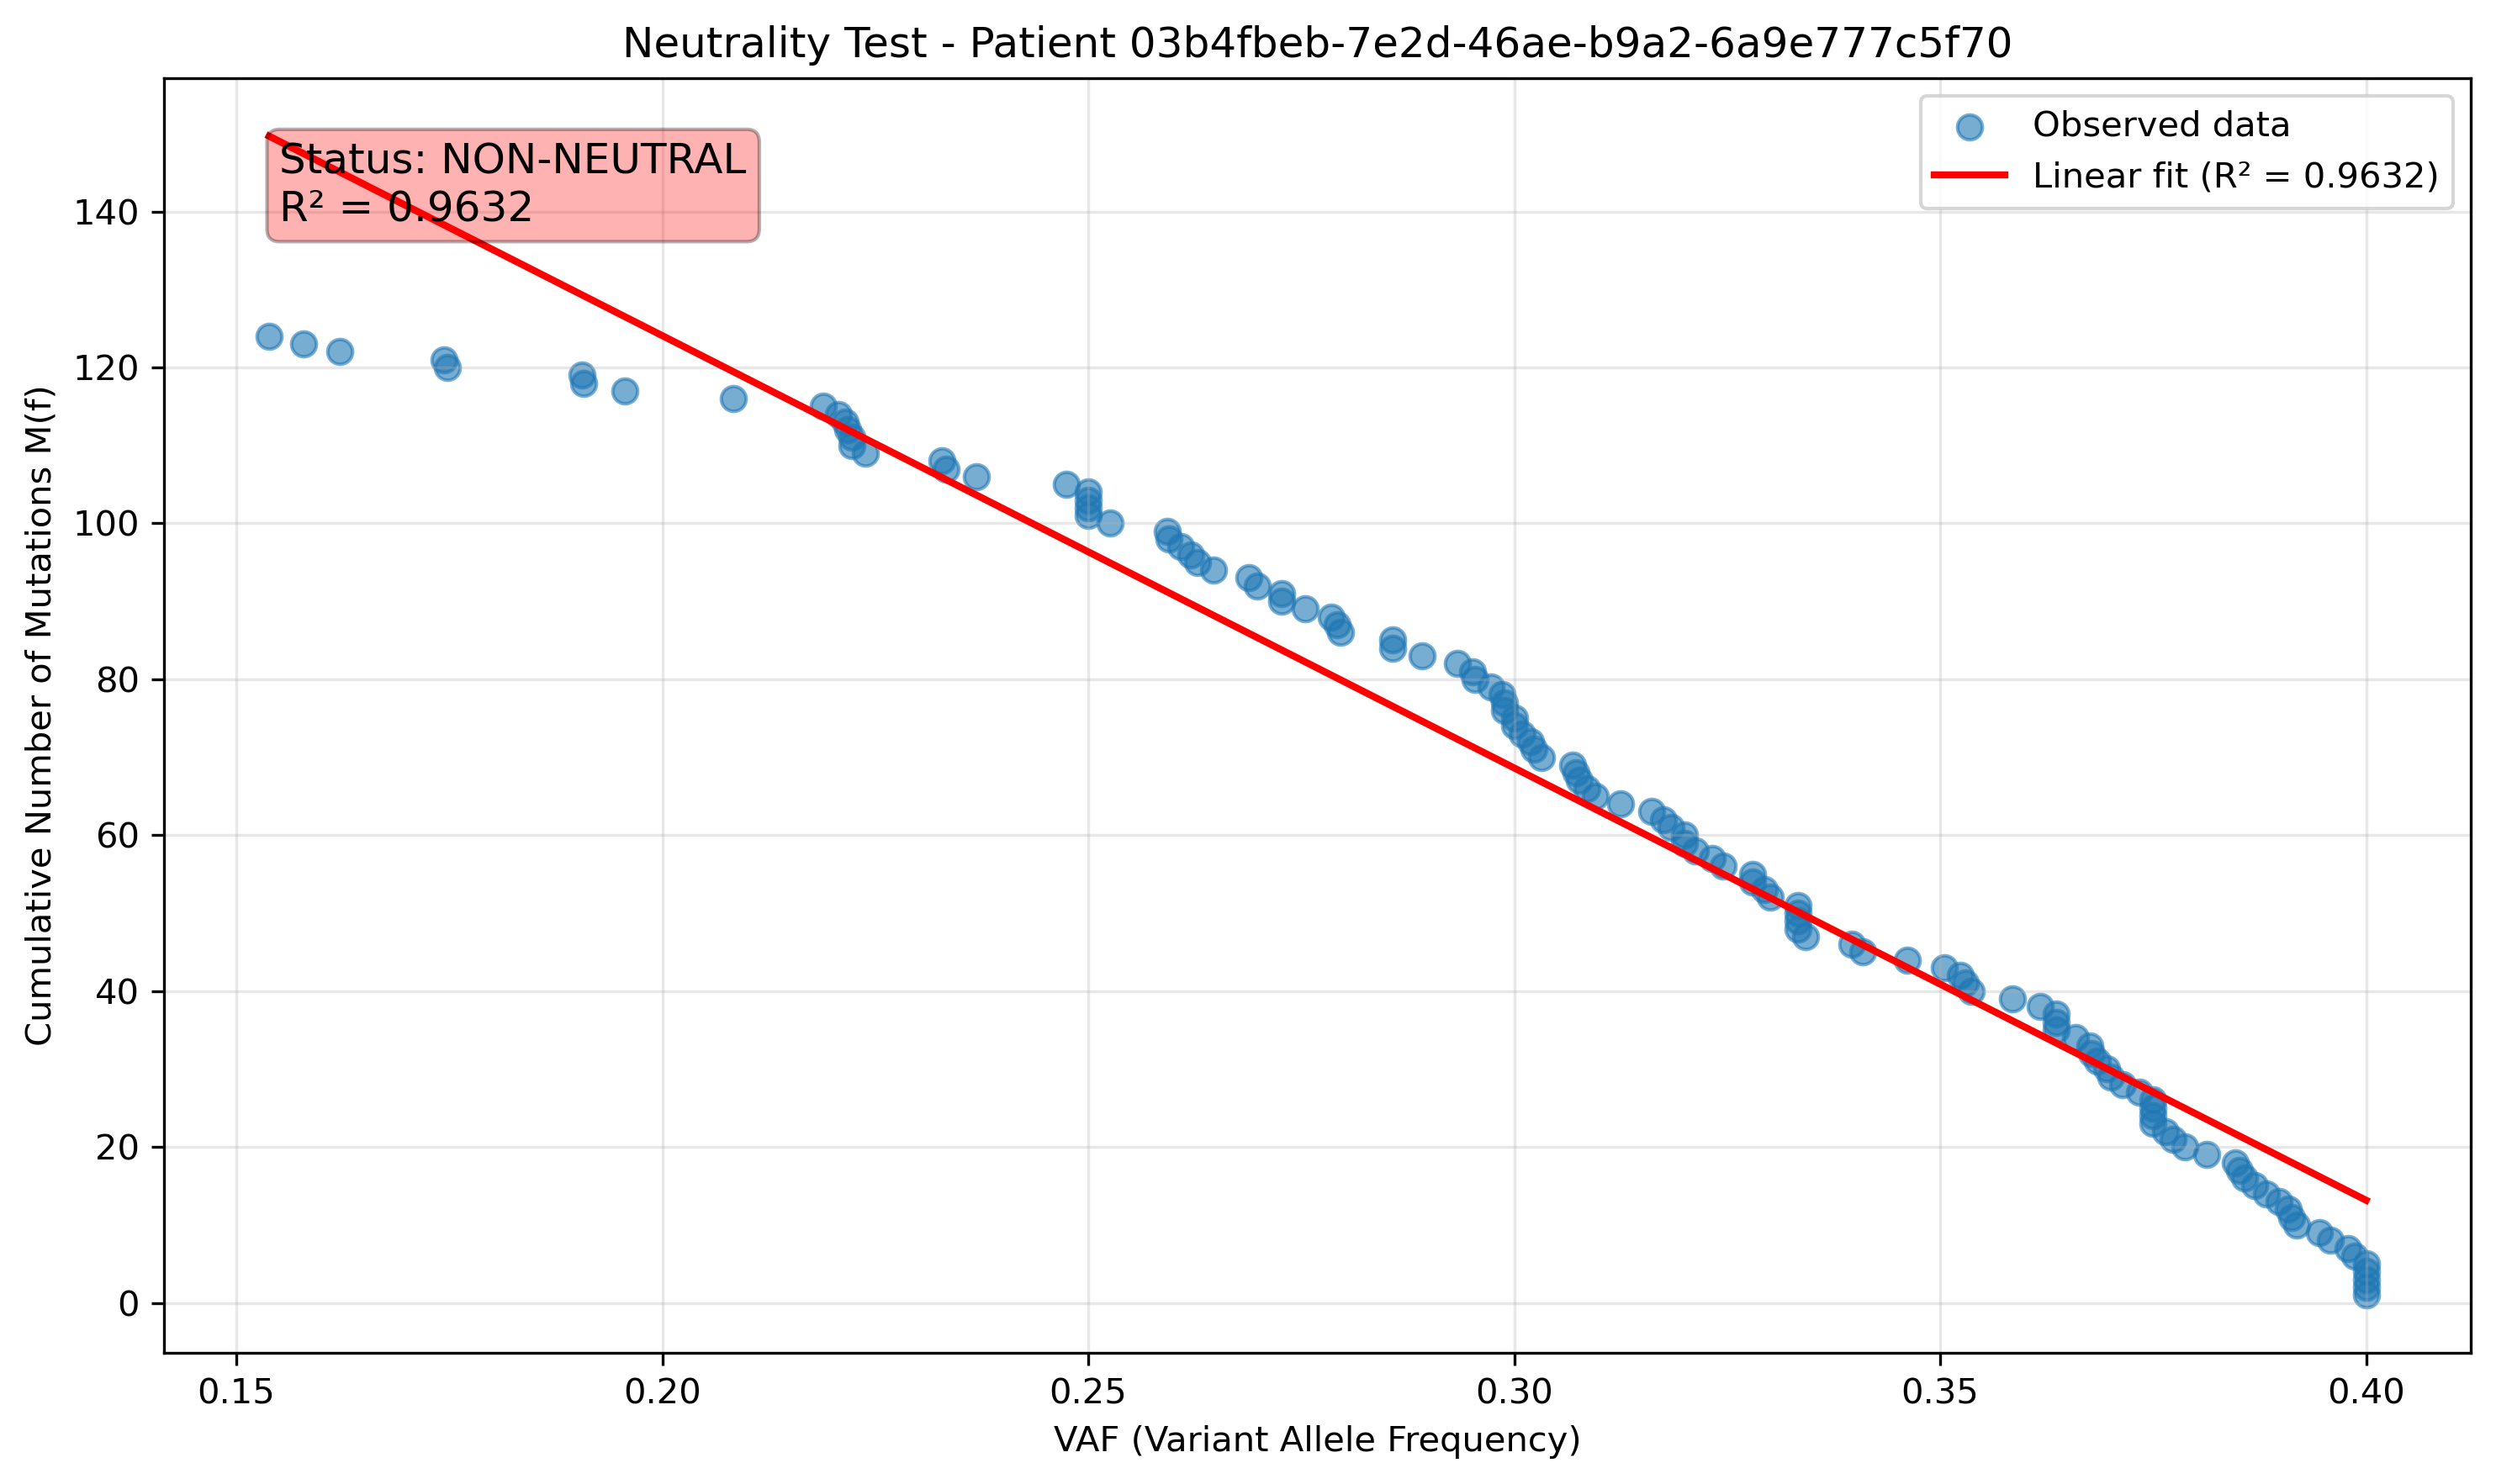 Neutrality Test - Patient 03b4fbeb-7e2d-46ae-b9a2-6a9e777c5f70
Status: NON-NEUTRAL
R² = 0.9632
Observed data
Linear fit (R² = 0.9632)
Cumulative Number of Mutations M(f)
140
120
100
80
60
40
20
0
0.15
0.20
0.25
0.30
0.35
0.40
VAF (Variant Allele Frequency)